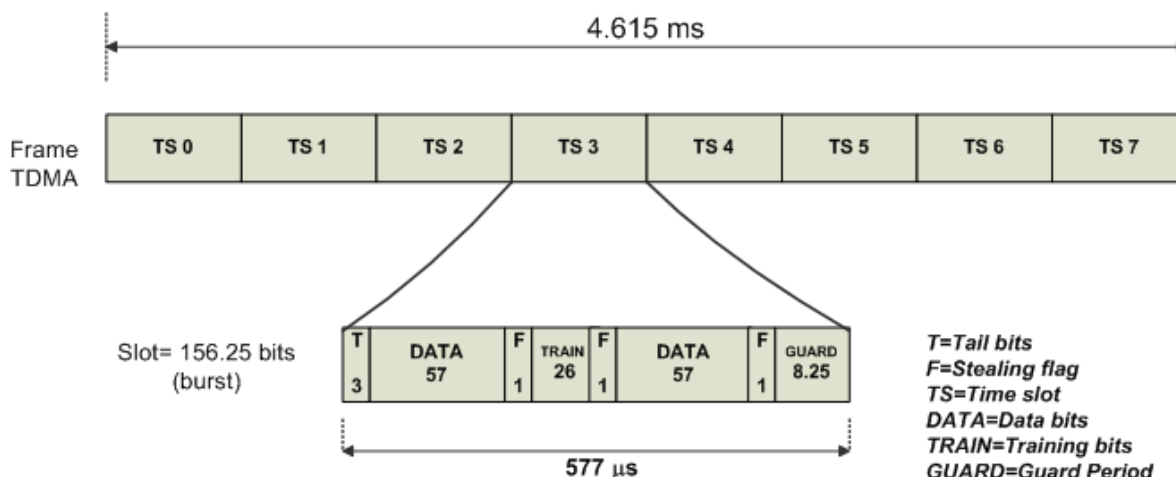 4.615 ms
Frame
TDMA
TS 0
TS 1
TS 2
TS 3
TS 4
TS 5
TS 6
TS 7
Slot= 156.25 bits
(burst)
T
3
DATA
57
F
1
TRAIN
26
F
1
DATA
57
F
1
GUARD
8.25
577 µs
T=Tail bits
F=Stealing flag
TS=Time slot
DATA=Data bits
TRAIN=Training bits
GUARD=Guard Period